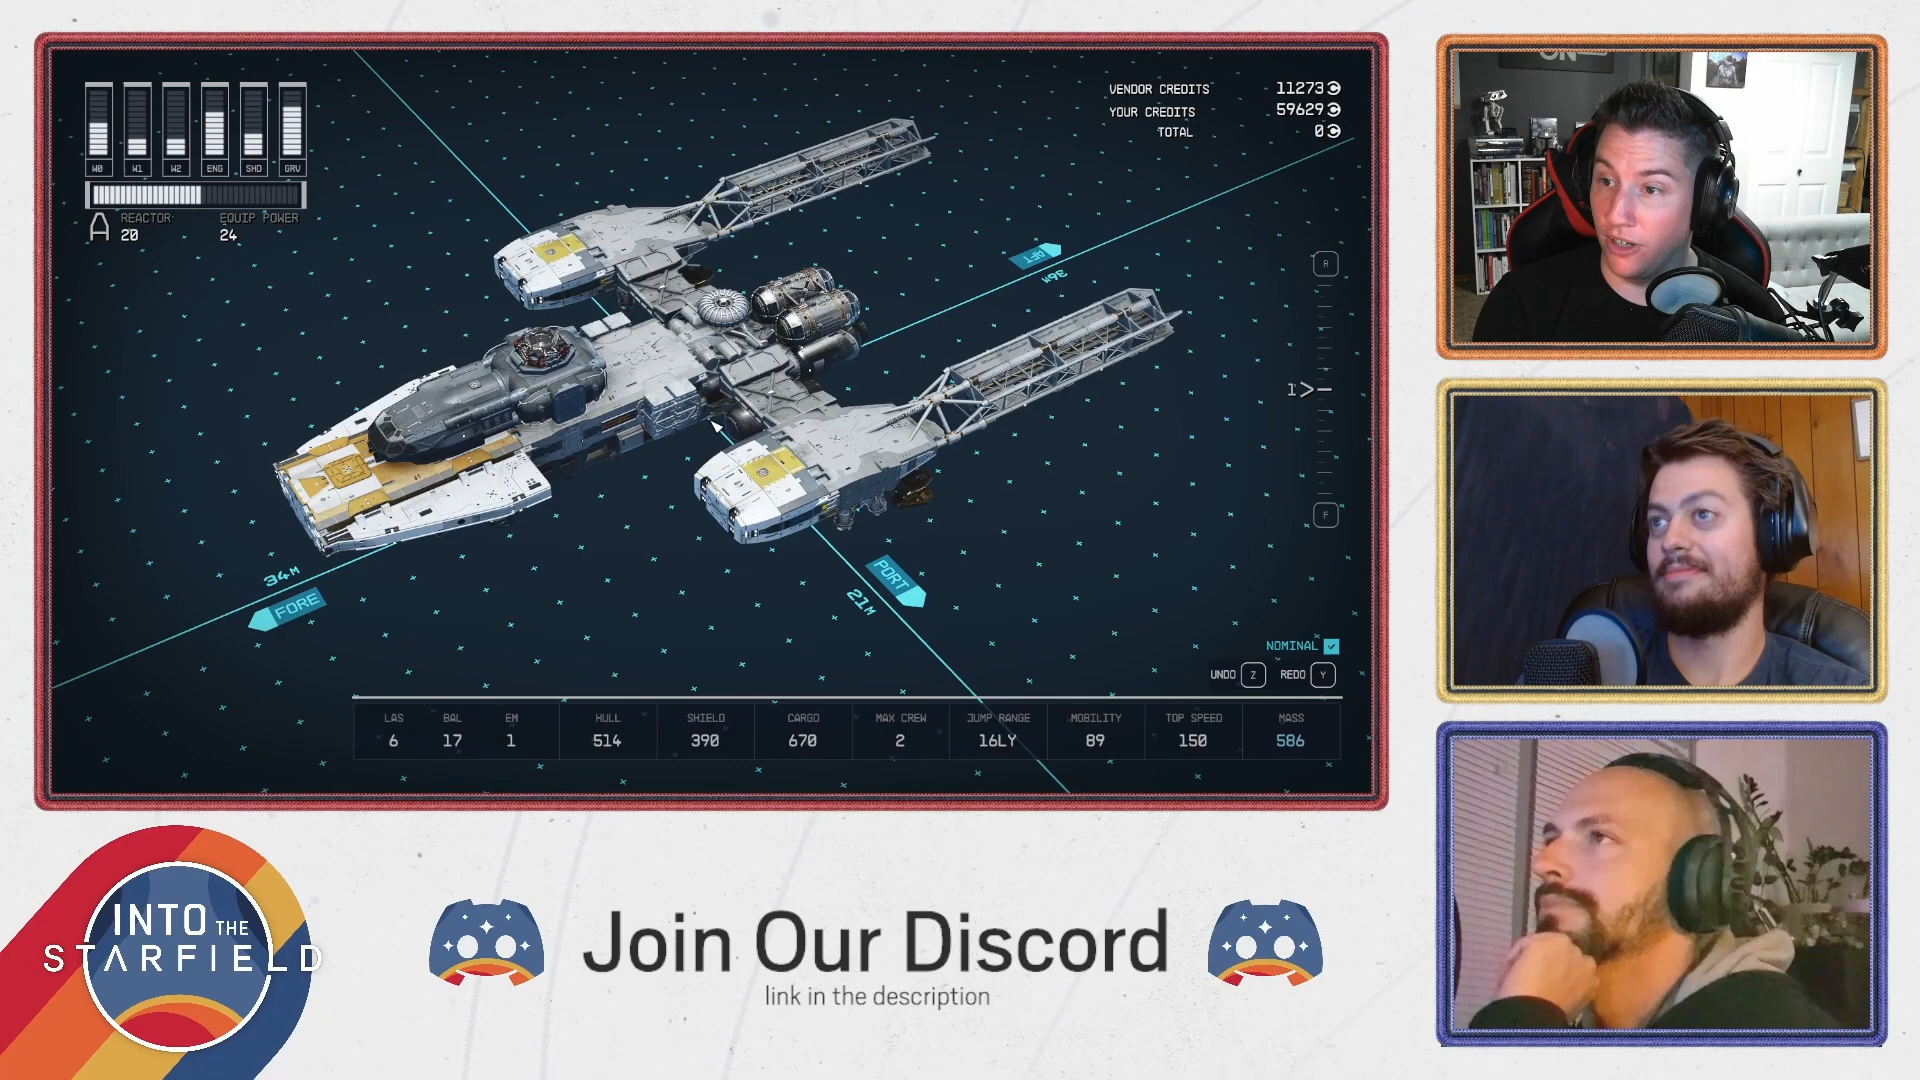 VENDOR CREDITS 11273
YOUR CREDITS 59629
TOTAL 0
W0 W1 W2 ENG SHD GRV
REACTOR EQUIP POWER
A 20 24
AFT
36M
R
1
F
34M
FORE
PORT
21M
NOMINAL
UNDO Z REDO Y
LAS BAL EM HULL SHIELD CARGO MAX CREW JUMP RANGE MOBILITY TOP SPEED MASS
6 17 1 514 390 670 2 16LY 89 150 586
INTO THE
STARFIELD
Join Our Discord
link in the description